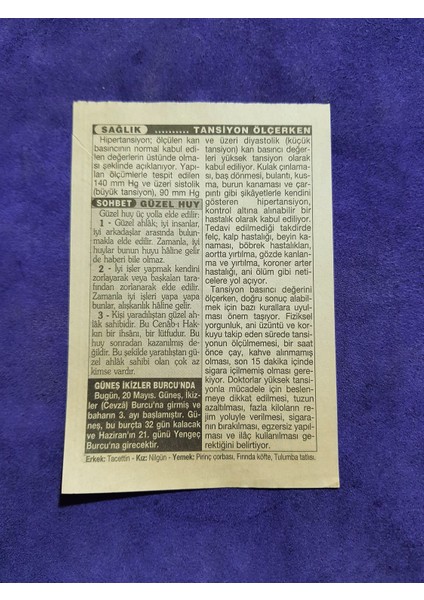 SAĞLIK .......... TANSİYON ÖLÇERKEN
Hipertansiyon; ölçülen kan
basıncının normal kabul edi-
len değerlerin üstünde olma-
sı şeklinde açıklanıyor. Yapı-
lan ölçümlerle tespit edilen
140 mm Hg ve üzeri sistolik
(büyük tansiyon), 90 mm Hg
SOHBET GÜZEL HUY
Güzel huy üç yolla elde edilir:
1 - Güzel ahlâk; iyi insanlar,
iyi arkadaşlar arasında bulun-
makla elde edilir. Zamanla, iyi
huylar bunun huyu hâline gelir
de haberi bile olmaz.
2 - İyi işler yapmak kendini
zorlayarak veya başkaları tara-
fından zorlanarak elde edilir.
Zamanla iyi işleri yapa yapa
bunlar, alışkanlık hâline gelir.
3 - Kişi yaradılıştan güzel ah-
lâk sahibidir. Bu Cenâb-ı Hak-
kın bir ihsânı, bir lütfudur. Bu
huy sonradan kazanılmış de-
ğildir. Bu şekilde yaratılıştan gü-
zel ahlâk sahibi olan çok az
kimse vardır.
GÜNEŞ İKİZLER BURCU'NDA
Bugün, 20 Mayıs. Güneş, İkiz-
ler (Cevzâ) Burcu'na girmiş ve
baharın 3. ayı başlamıştır. Gü-
neş, bu burçta 32 gün kalacak
ve Haziran'ın 21. günü Yengeç
Burcu'na girecektir.
ve üzeri diyastolik (küçük
tansiyon) kan basıncı değer-
leri yüksek tansiyon olarak
kabul ediliyor. Kulak çınlama-
sı, baş dönmesi, bulantı, kus-
ma, burun kanaması ve çar-
pıntı gibi şikâyetlerle kendini
gösteren hipertansiyon,
kontrol altına alınabilir bir
hastalık olarak kabul ediliyor.
Tedavi edilmediği takdirde
felç, kalp hastalığı, beyin ka-
naması, böbrek hastalıkları,
aortta yırtılma, gözde kanlan-
ma ve yırtılma, koroner arter
hastalığı, ani ölüm gibi neti-
celere yol açıyor.
Tansiyon basıncı değerini
ölçerken, doğru sonuç alabil-
mek için bazı kurallara uyul-
ması önem taşıyor. Fiziksel
yorgunluk, ani üzüntü ve kor-
kuyu takip eden sürede tansi-
yonun ölçülmemesi, bir saat
önce çay, kahve alınmamış
olması, son 15 dakika içinde
sigara içilmemiş olması gere-
kiyor. Doktorlar yüksek tansi-
yonla mücadele için beslen-
meye dikkat edilmesi, tuzun
azaltılması, fazla kiloların re-
jim yoluyla verilmesi, sigara-
nın bırakılması, egzersiz yapıl-
ması ve ilâç kullanılması ge-
rektiğini belirtiyor.
Erkek: Tacettin - Kız: Nilgün - Yemek: Pirinç çorbası, Fırında köfte, Tulumba tatlısı.